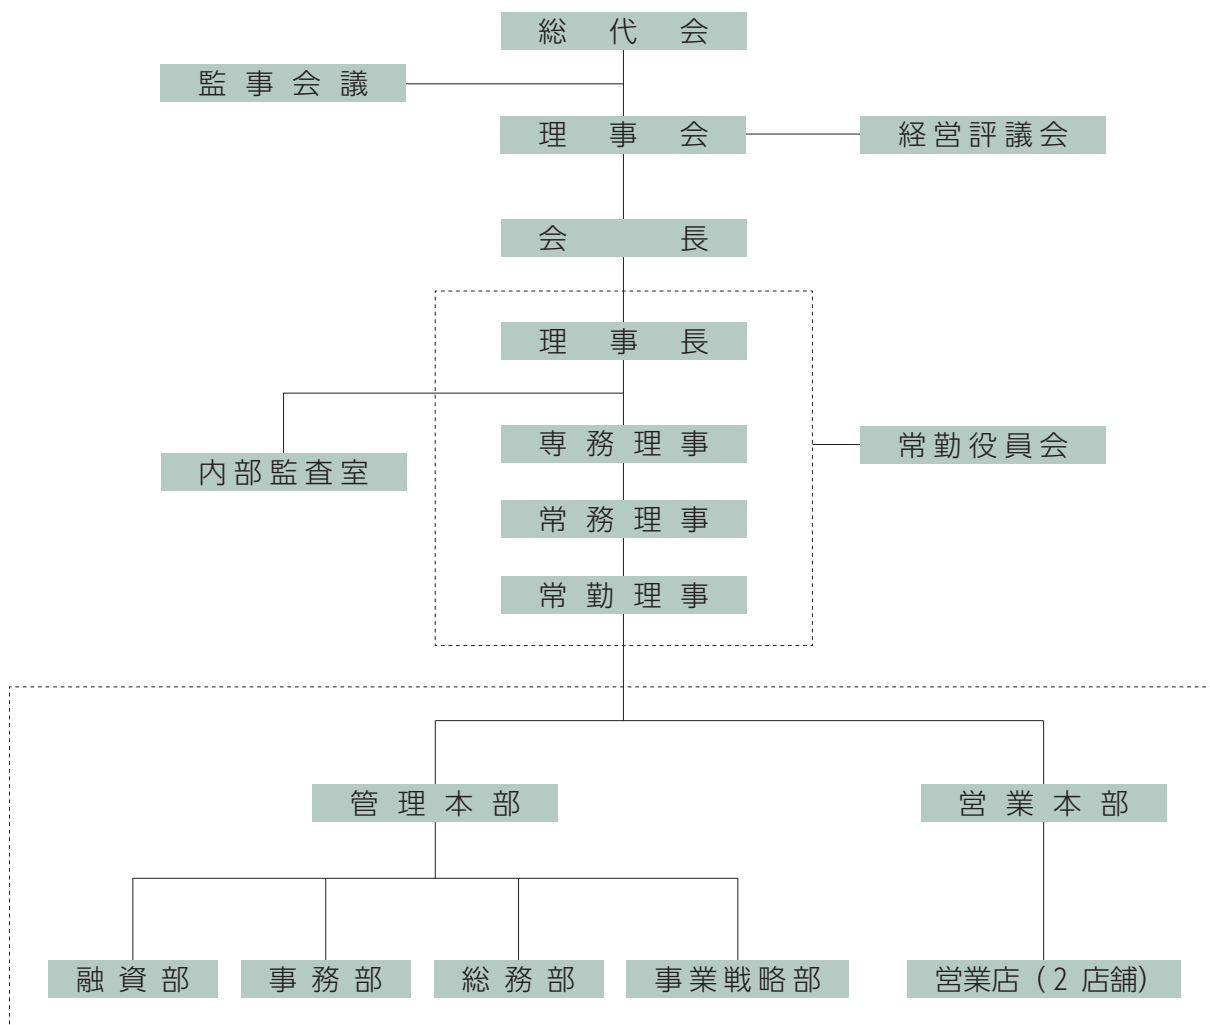 総代会
監事会議
理事会
経営評議会
会長
理事長
専務理事
常勤役員会
内部監査室
常務理事
常勤理事
管理本部
営業本部
融資部
事務部
総務部
事業戦略部
営業店（2 店舗）